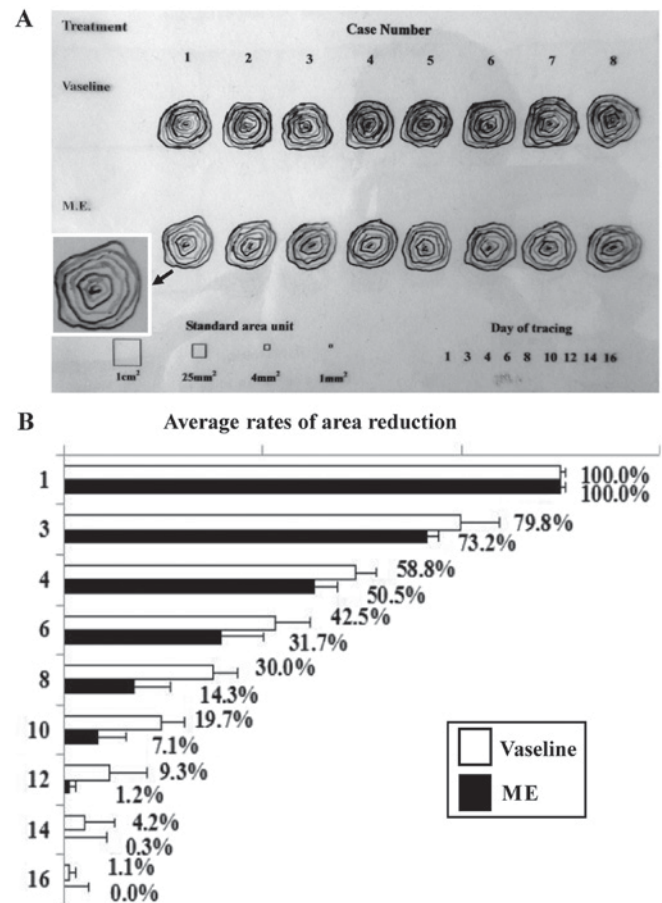 A
Treatment Case Number
1 2 3 4 5 6 7 8
Vaseline
M.E.
Standard area unit Day of tracing
1 3 4 6 8 10 12 14 16
1cm² 25mm² 4mm² 1mm²
B Average rates of area reduction
1 100.0%
100.0%
3 79.8%
73.2%
4 58.8%
50.5%
6 42.5%
31.7%
8 30.0%
14.3%
10 19.7%
7.1%
12 9.3%
1.2%
14 4.2%
0.3%
16 1.1%
0.0%
Vaseline
ME